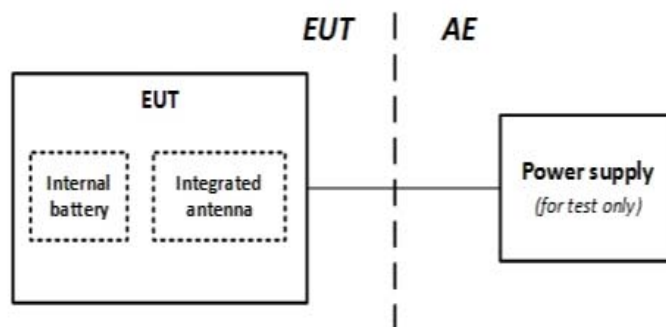 EUT
AE
EUT
Internal
battery
Integrated
antenna
Power supply
(for test only)